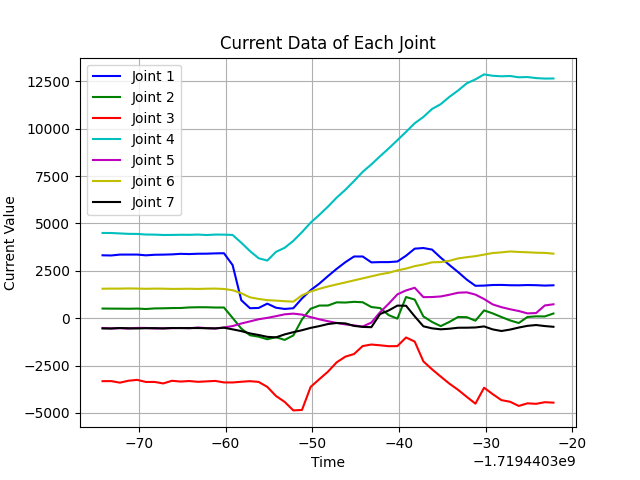 Current Data of Each Joint
Joint 1
Joint 2
Joint 3
Joint 4
Joint 5
Joint 6
Joint 7
12500
10000
7500
5000
2500
0
−2500
−5000
Current Value
−70
−60
−50
−40
−30
−20
Time
−1.7194403e9